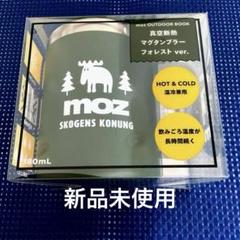 moz OUTDOOR BOOK
真空断熱
マグタンブラー
フォレスト ver.
HOT & COLD
温冷兼用
飲みごろ温度が
長時間続く
moz
SKOGENS KONUNG
新品未使用